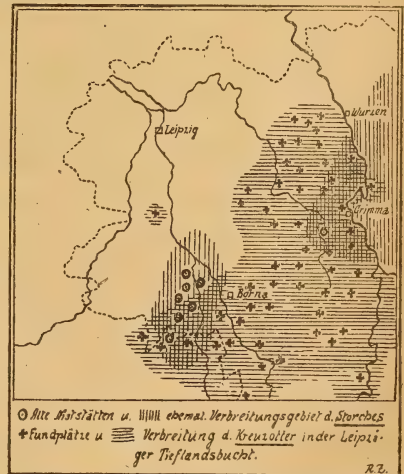 Wurzen
Leipzig
Grimma
Borna
Alte Niststätten u. ehemal. Verbreitungsgebiet d. Storches
Fundplätze u Verbreitung d. Kreuzotter in der Leipzi-
ger Tieflandsbucht.
R.Z.